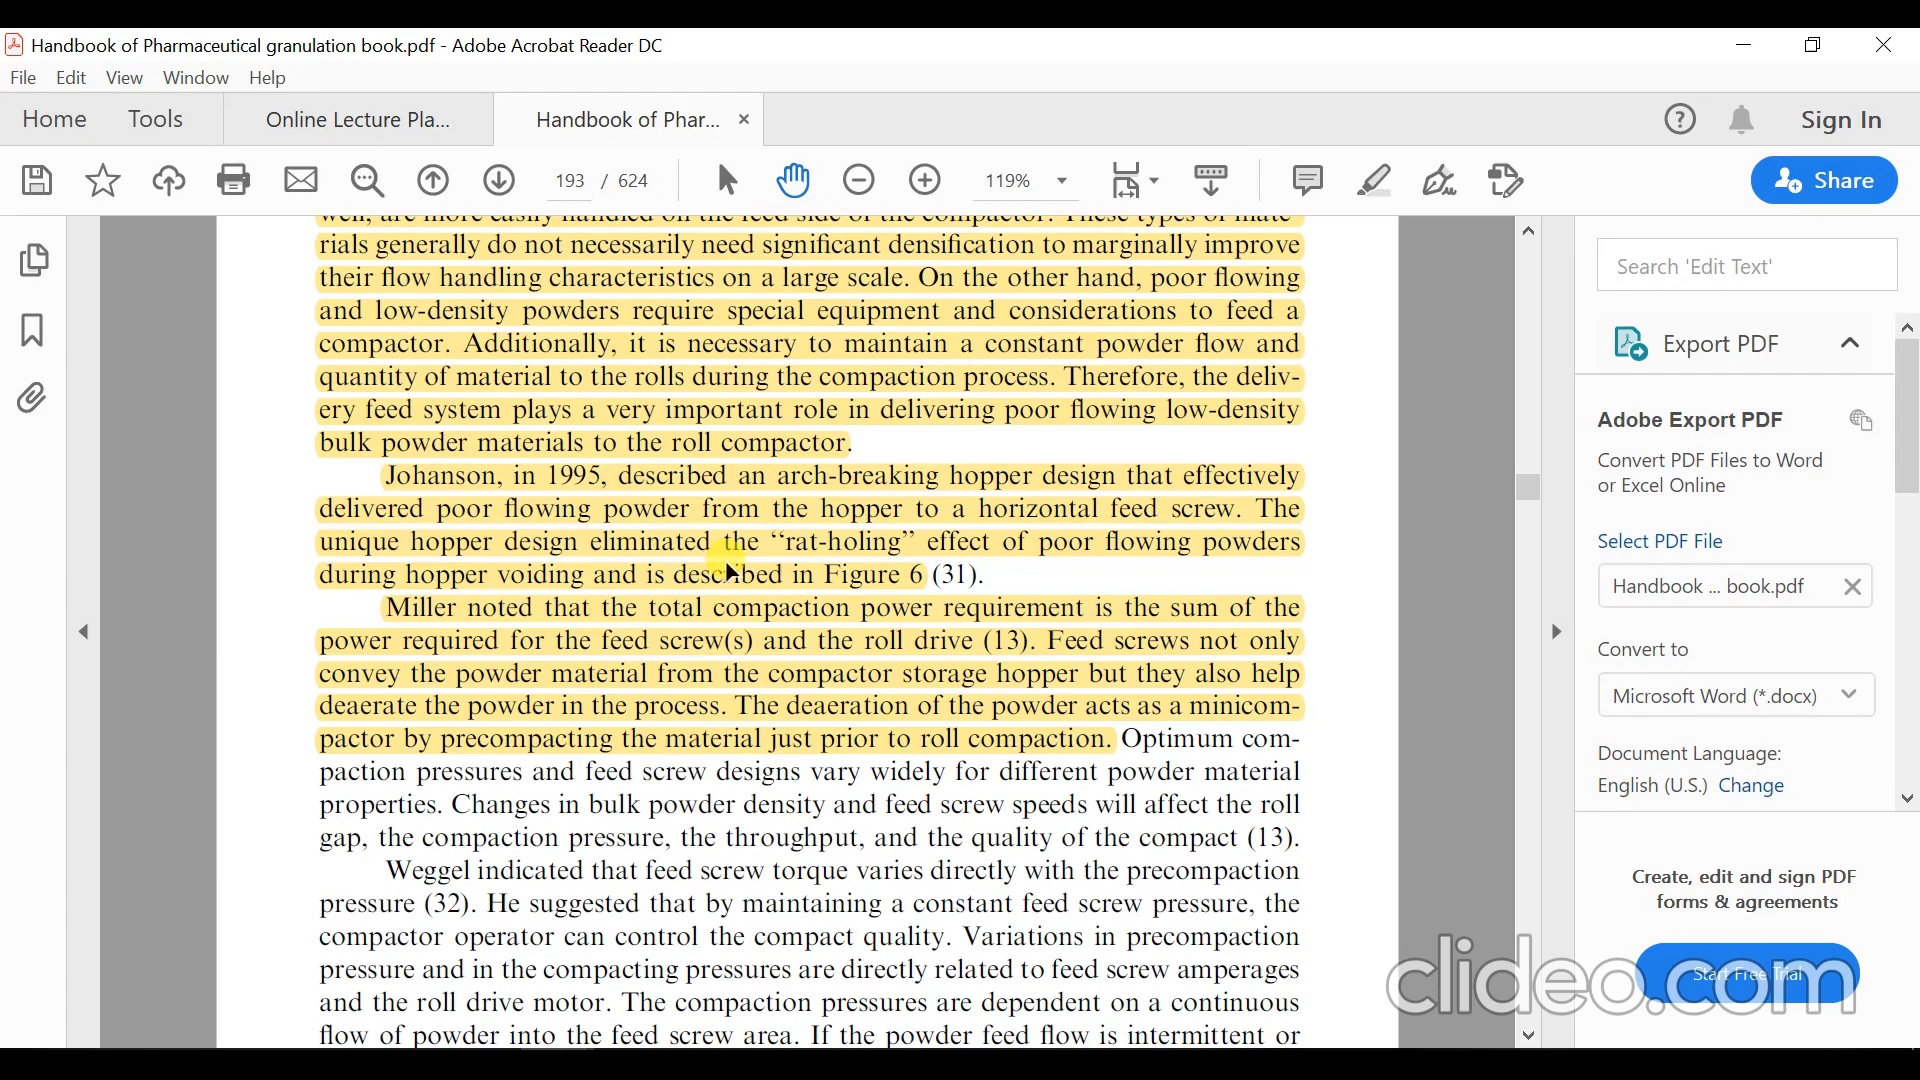 Handbook of Pharmaceutical granulation book.pdf - Adobe Acrobat Reader DC
File Edit View Window Help
Home Tools Online Lecture Pla... Handbook of Phar... Sign In
193 / 624 119% Share
well, are more easily handled on the feed side of the compactor. These types of mate-
rials generally do not necessarily need significant densification to marginally improve
their flow handling characteristics on a large scale. On the other hand, poor flowing
and low-density powders require special equipment and considerations to feed a
compactor. Additionally, it is necessary to maintain a constant powder flow and
quantity of material to the rolls during the compaction process. Therefore, the deliv-
ery feed system plays a very important role in delivering poor flowing low-density
bulk powder materials to the roll compactor.
Johanson, in 1995, described an arch-breaking hopper design that effectively
delivered poor flowing powder from the hopper to a horizontal feed screw. The
unique hopper design eliminated the “rat-holing” effect of poor flowing powders
during hopper voiding and is described in Figure 6 (31).
Miller noted that the total compaction power requirement is the sum of the
power required for the feed screw(s) and the roll drive (13). Feed screws not only
convey the powder material from the compactor storage hopper but they also help
deaerate the powder in the process. The deaeration of the powder acts as a minicom-
pactor by precompacting the material just prior to roll compaction. Optimum com-
paction pressures and feed screw designs vary widely for different powder material
properties. Changes in bulk powder density and feed screw speeds will affect the roll
gap, the compaction pressure, the throughput, and the quality of the compact (13).
Weggel indicated that feed screw torque varies directly with the precompaction
pressure (32). He suggested that by maintaining a constant feed screw pressure, the
compactor operator can control the compact quality. Variations in precompaction
pressure and in the compacting pressures are directly related to feed screw amperages
and the roll drive motor. The compaction pressures are dependent on a continuous
flow of powder into the feed screw area. If the powder feed flow is intermittent or
Search 'Edit Text'
Export PDF
Adobe Export PDF
Convert PDF Files to Word
or Excel Online
Select PDF File
Handbook ... book.pdf
Convert to
Microsoft Word (*.docx)
Document Language:
English (U.S.) Change
Create, edit and sign PDF
forms & agreements
Start Free Trial
clideo.com